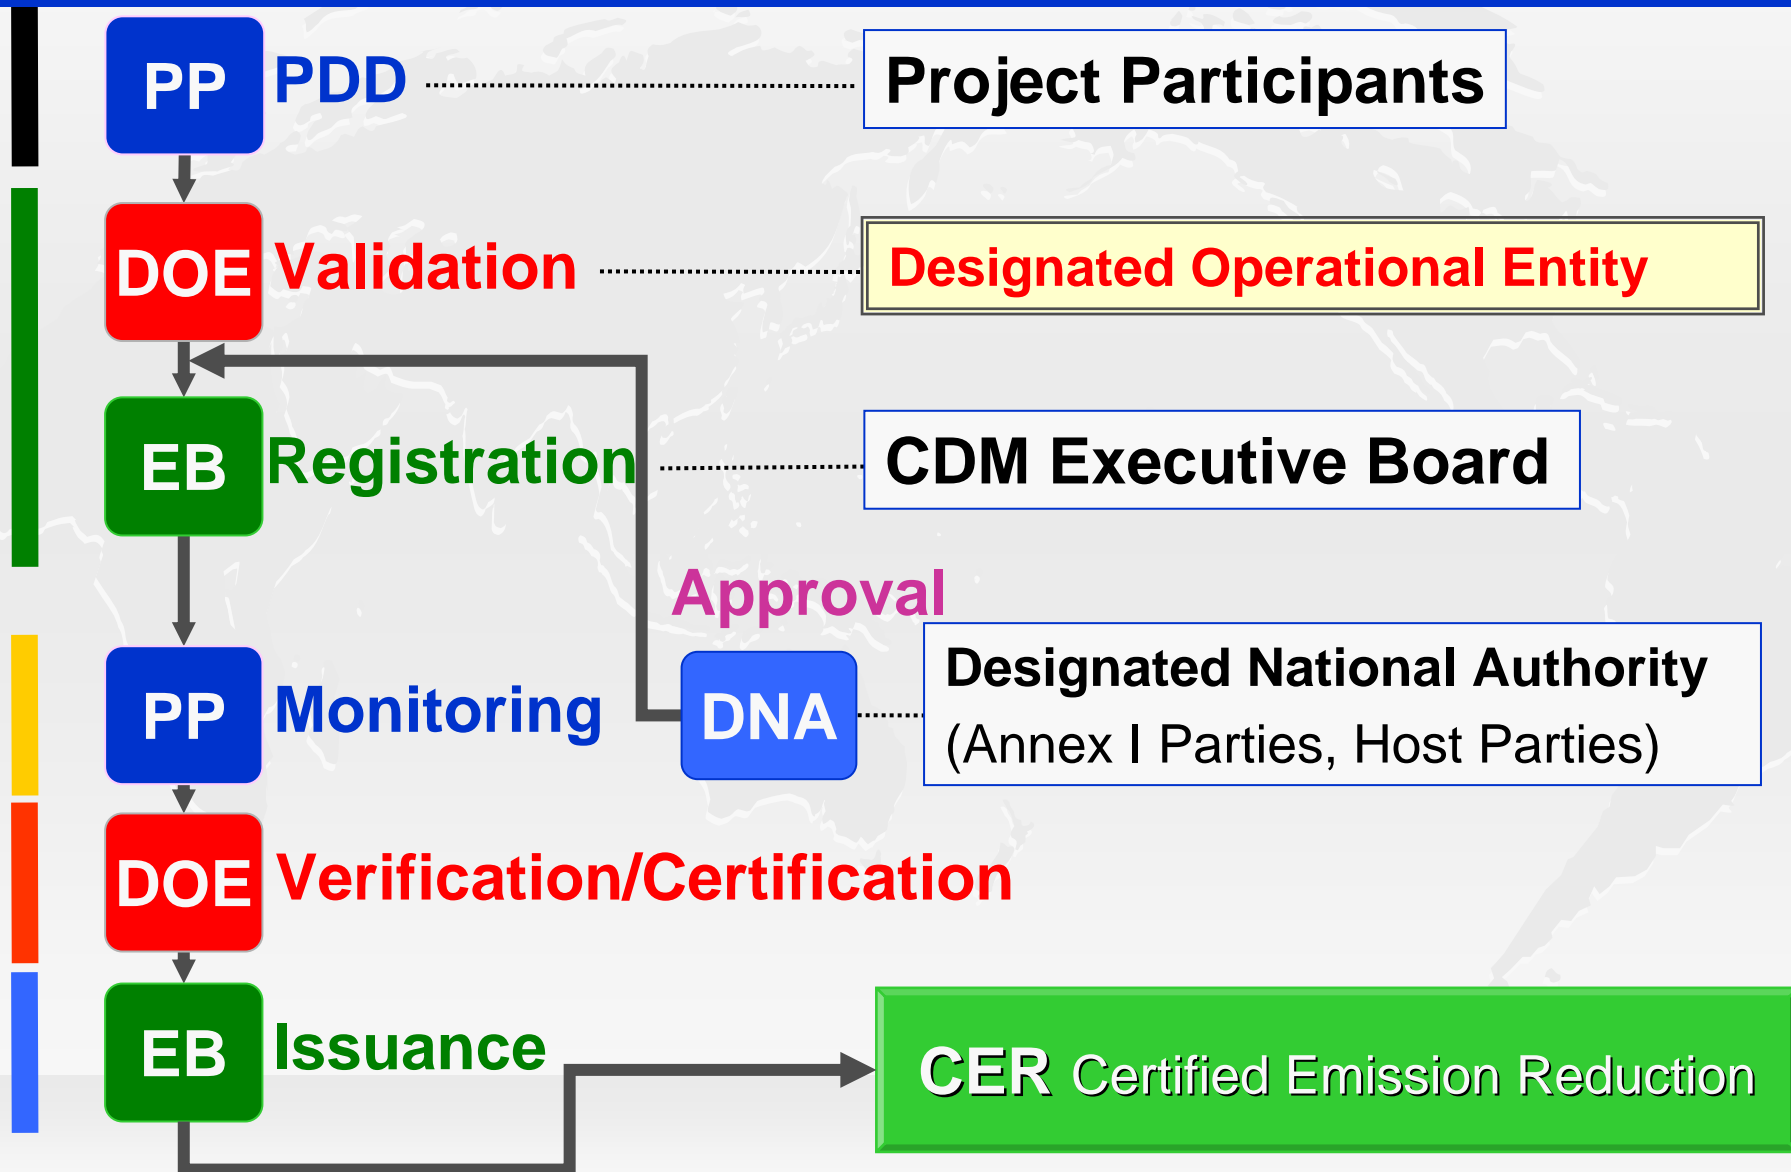 PP PDD Project Participants
DOE Validation Designated Operational Entity
EB Registration CDM Executive Board
Approval
PP Monitoring DNA Designated National Authority
(Annex I Parties, Host Parties)
DOE Verification/Certification
EB Issuance CER Certified Emission Reduction